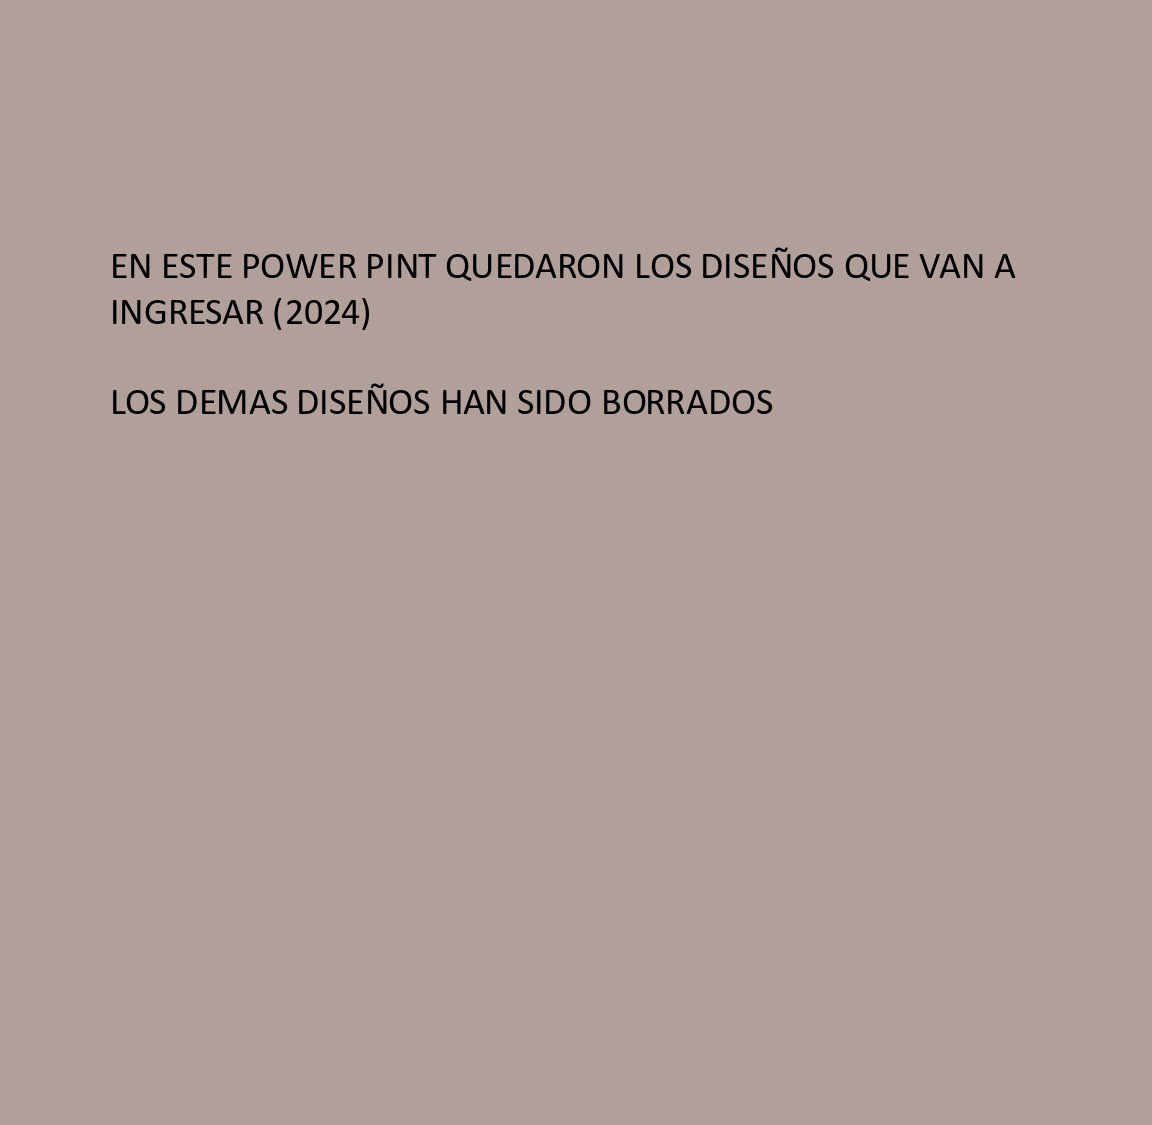 EN ESTE POWER PINT QUEDARON LOS DISEÑOS QUE VAN A
INGRESAR (2024)
LOS DEMAS DISEÑOS HAN SIDO BORRADOS